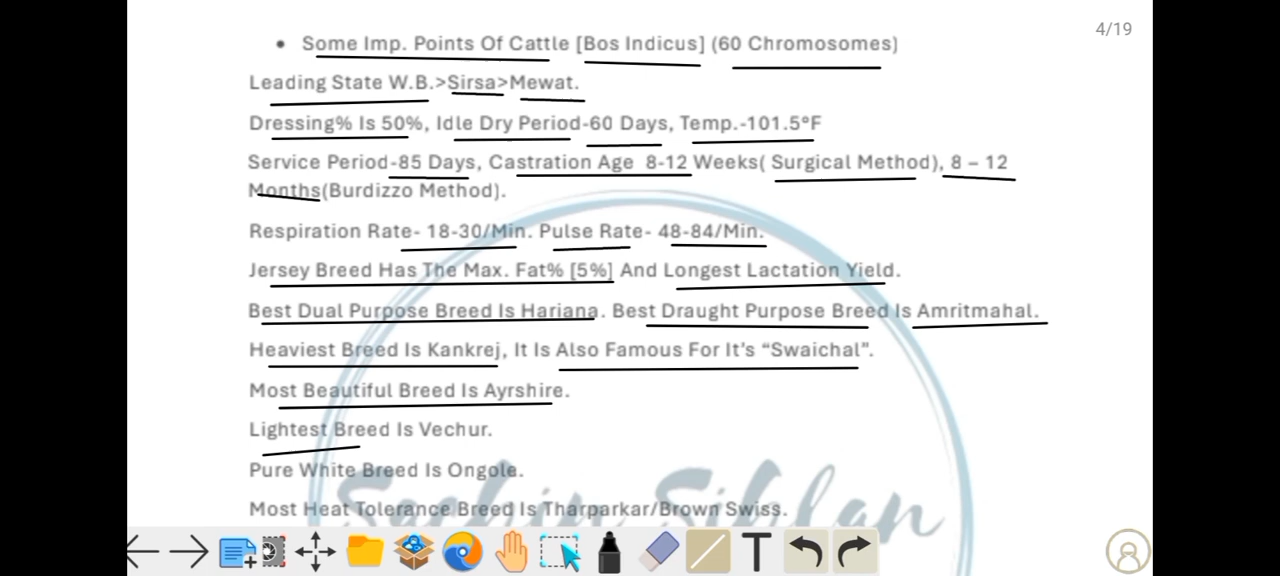 4/19
• Some Imp. Points Of Cattle [Bos Indicus] (60 Chromosomes)
Leading State W.B.>Sirsa>Mewat.
Dressing% Is 50%, Idle Dry Period-60 Days, Temp.-101.5°F
Service Period-85 Days, Castration Age 8-12 Weeks( Surgical Method), 8 – 12
Months(Burdizzo Method).
Respiration Rate- 18-30/Min. Pulse Rate- 48-84/Min.
Jersey Breed Has The Max. Fat% [5%] And Longest Lactation Yield.
Best Dual Purpose Breed Is Hariana. Best Draught Purpose Breed Is Amritmahal.
Heaviest Breed Is Kankrej, It Is Also Famous For It's “Swaichal”.
Most Beautiful Breed Is Ayrshire.
Lightest Breed Is Vechur.
Pure White Breed Is Ongole.
Most Heat Tolerance Breed Is Tharparkar/Brown Swiss.